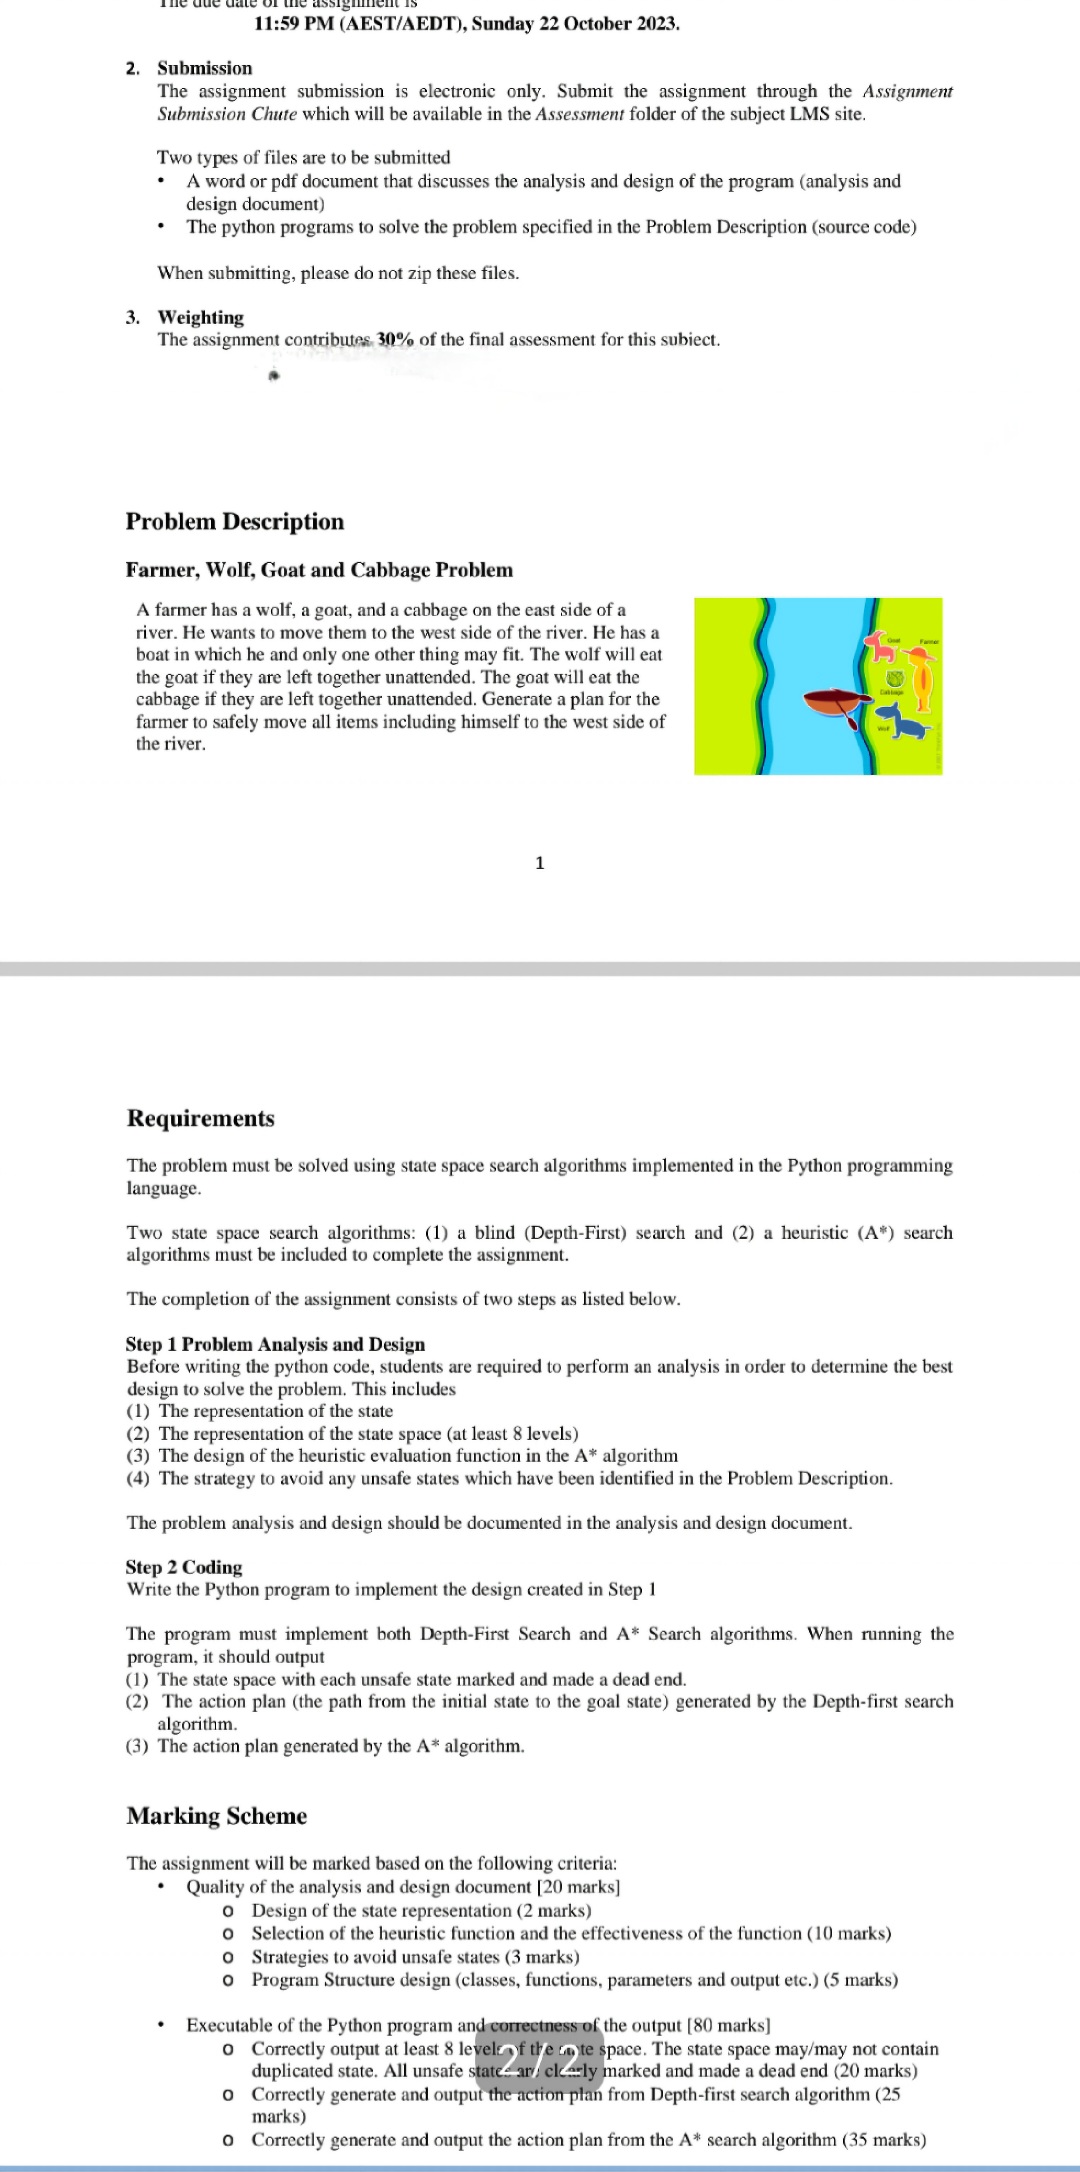 The due date of the assignment is
11:59 PM (AEST/AEDT), Sunday 22 October 2023.
2. Submission
The assignment submission is electronic only. Submit the assignment through the Assignment
Submission Chute which will be available in the Assessment folder of the subject LMS site.
Two types of files are to be submitted
• A word or pdf document that discusses the analysis and design of the program (analysis and
design document)
• The python programs to solve the problem specified in the Problem Description (source code)
When submitting, please do not zip these files.
3. Weighting
The assignment contributes 30% of the final assessment for this subject.
Problem Description
Farmer, Wolf, Goat and Cabbage Problem
A farmer has a wolf, a goat, and a cabbage on the east side of a
river. He wants to move them to the west side of the river. He has a
boat in which he and only one other thing may fit. The wolf will eat
the goat if they are left together unattended. The goat will eat the
cabbage if they are left together unattended. Generate a plan for the
farmer to safely move all items including himself to the west side of
the river.
Goat
Farmer
Cabbage
Wolf
1
Requirements
The problem must be solved using state space search algorithms implemented in the Python programming
language.
Two state space search algorithms: (1) a blind (Depth-First) search and (2) a heuristic (A*) search
algorithms must be included to complete the assignment.
The completion of the assignment consists of two steps as listed below.
Step 1 Problem Analysis and Design
Before writing the python code, students are required to perform an analysis in order to determine the best
design to solve the problem. This includes
(1) The representation of the state
(2) The representation of the state space (at least 8 levels)
(3) The design of the heuristic evaluation function in the A* algorithm
(4) The strategy to avoid any unsafe states which have been identified in the Problem Description.
The problem analysis and design should be documented in the analysis and design document.
Step 2 Coding
Write the Python program to implement the design created in Step 1
The program must implement both Depth-First Search and A* Search algorithms. When running the
program, it should output
(1) The state space with each unsafe state marked and made a dead end.
(2) The action plan (the path from the initial state to the goal state) generated by the Depth-first search
algorithm.
(3) The action plan generated by the A* algorithm.
Marking Scheme
The assignment will be marked based on the following criteria:
• Quality of the analysis and design document [20 marks]
o Design of the state representation (2 marks)
o Selection of the heuristic function and the effectiveness of the function (10 marks)
o Strategies to avoid unsafe states (3 marks)
o Program Structure design (classes, functions, parameters and output etc.) (5 marks)
• Executable of the Python program and correctness of the output [80 marks]
o Correctly output at least 8 levels of the state space. The state space may/may not contain
duplicated state. All unsafe states are clearly marked and made a dead end (20 marks)
2 / 2
o Correctly generate and output the action plan from Depth-first search algorithm (25
marks)
o Correctly generate and output the action plan from the A* search algorithm (35 marks)